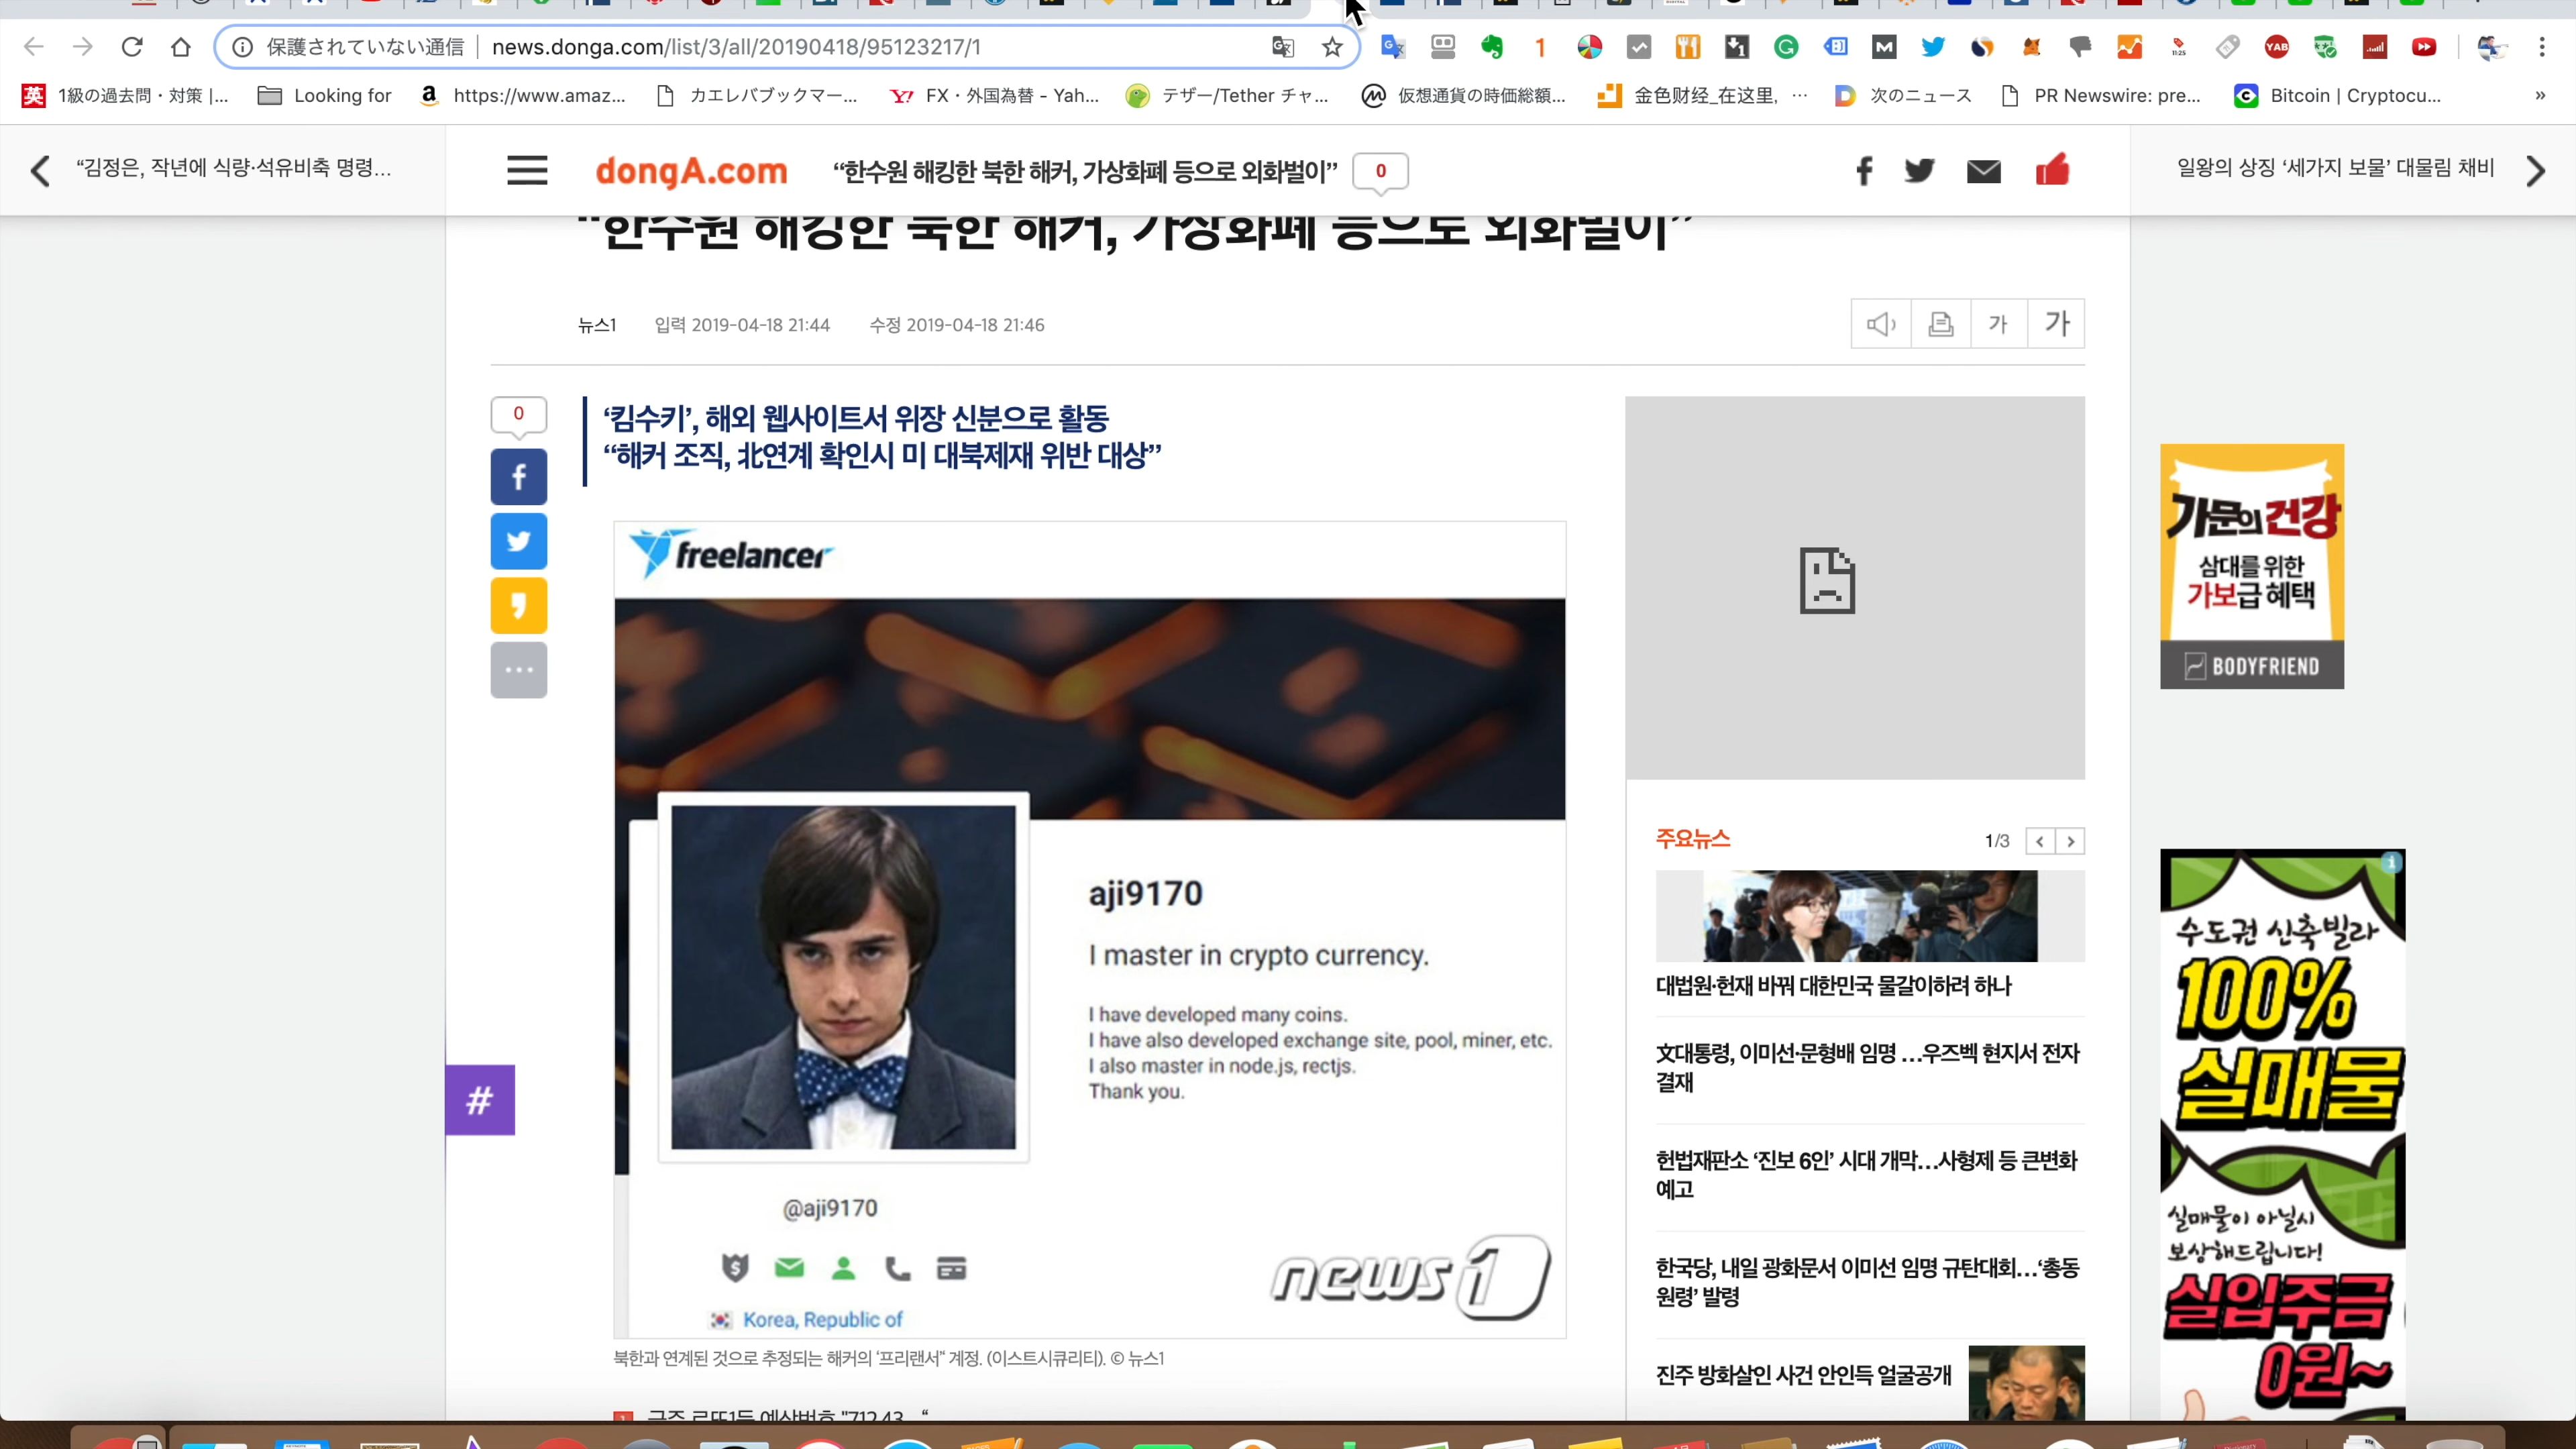 保護されていない通信
news.donga.com/list/3/all/20190418/95123217/1
1級の過去問・対策 |...
Looking for
https://www.amaz...
カエレバブックマー...
FX・外国為替 - Yah...
テザー/Tether チャ...
仮想通貨の時価総額...
金色财经_在这里, ...
次のニュース
PR Newswire: pre...
Bitcoin | Cryptocu...
“김정은, 작년에 식량·석유비축 명령...
dongA.com
“한수원 해킹한 북한 해커, 가상화폐 등으로 외화벌이”
0
일왕의 상징 ‘세가지 보물’ 대물림 채비
“한수원 해킹한 북한 해커, 가상화폐 등으로 외화벌이”
뉴스1
입력 2019-04-18 21:44
수정 2019-04-18 21:46
가
가
0
‘킴수키’, 해외 웹사이트서 위장 신분으로 활동
“해커 조직, 北연계 확인시 미 대북제재 위반 대상”
freelancer
aji9170
I master in crypto currency.
I have developed many coins.
I have also developed exchange site, pool, miner, etc.
I also master in node.js, rectjs.
Thank you.
@aji9170
Korea, Republic of
news1
북한과 연계된 것으로 추정되는 해커의 ‘프리랜서“ 계정. (이스트시큐리티). © 뉴스1
#
주요뉴스
1/3
대법원·헌재 바꿔 대한민국 물갈이하려 하나
文대통령, 이미선·문형배 임명 …우즈벡 현지서 전자
결재
헌법재판소 ‘진보 6인’ 시대 개막…사형제 등 큰변화
예고
한국당, 내일 광화문서 이미선 임명 규탄대회…‘총동
원령’ 발령
진주 방화살인 사건 안인득 얼굴공개
가문의 건강
삼대를 위한
가보급 혜택
BODYFRIEND
수도권 신축빌라
100%
실매물
실매물이 아닐시
보상해드립니다!
실입주금
0원~